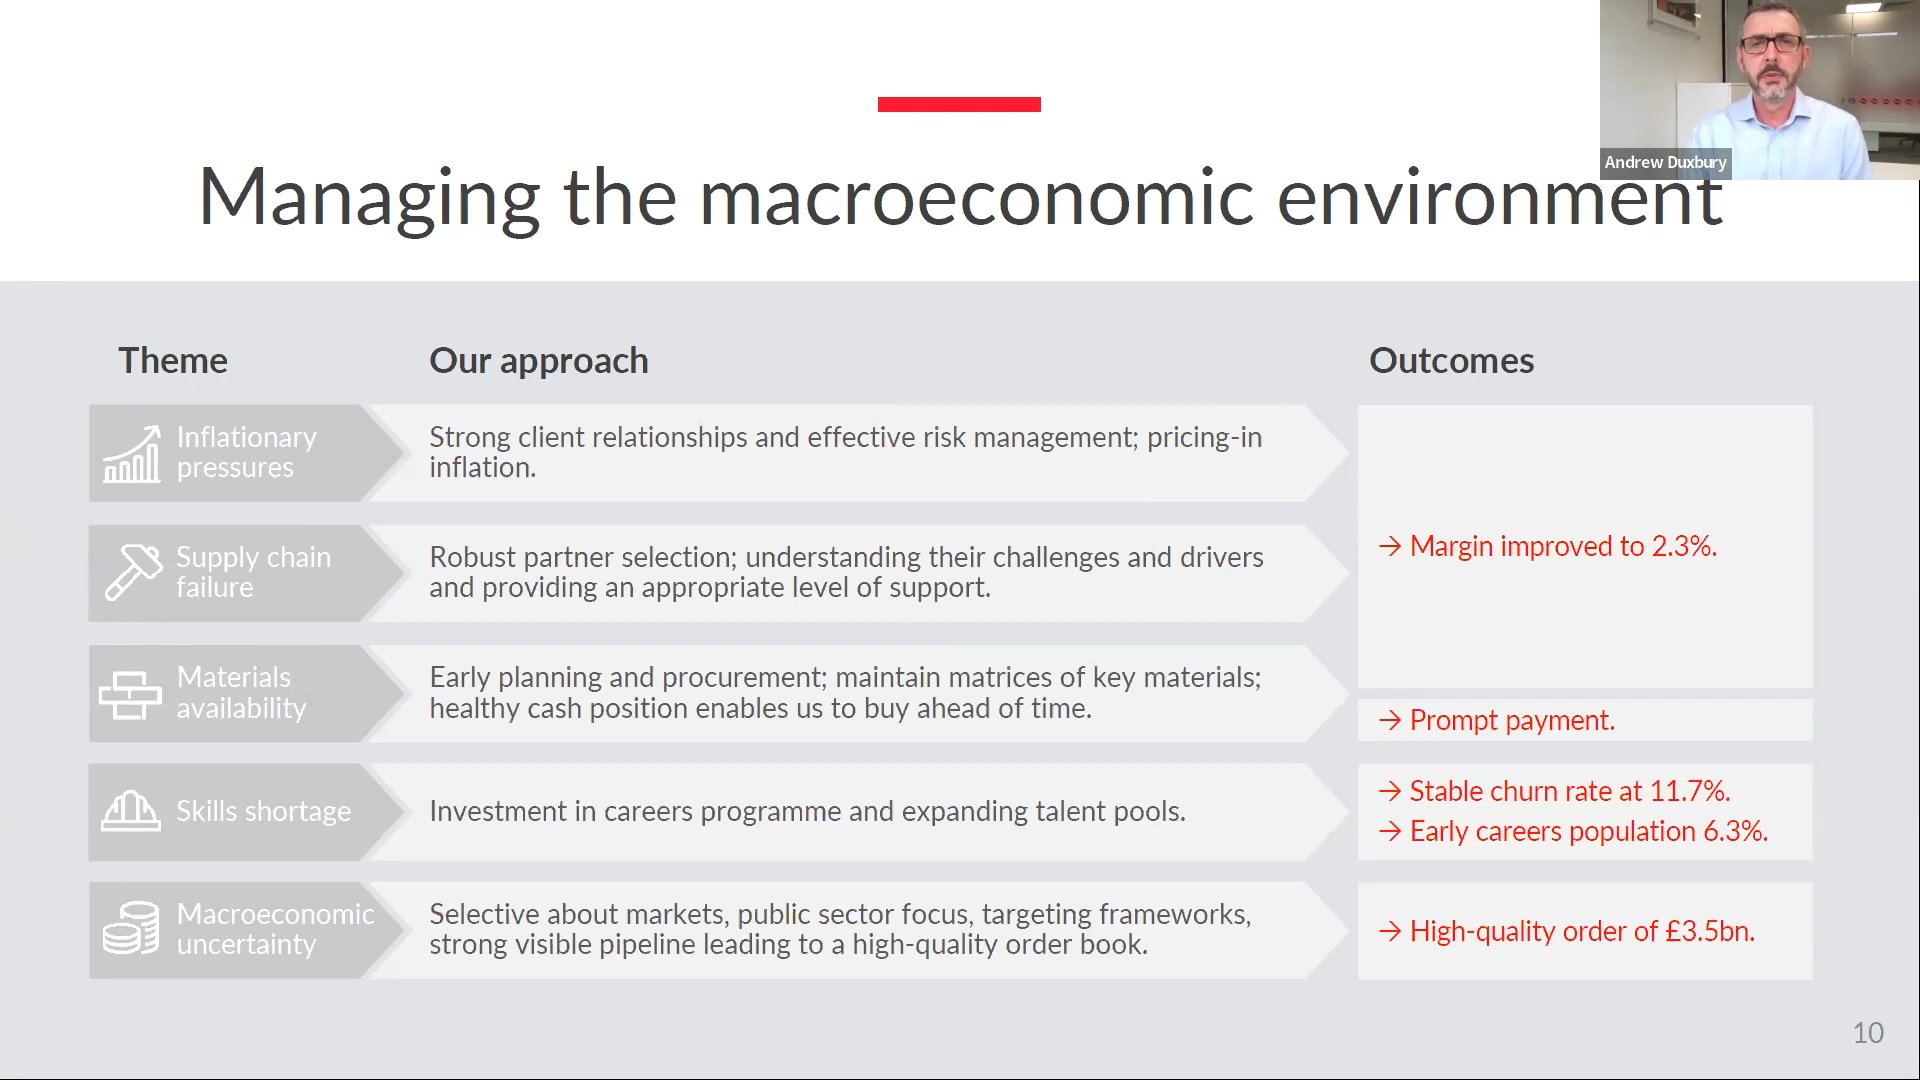 Andrew Duxbury
Managing the macroeconomic environment
Theme
Our approach
Outcomes
Inflationary
pressures
Strong client relationships and effective risk management; pricing-in
inflation.
Supply chain
failure
Robust partner selection; understanding their challenges and drivers
and providing an appropriate level of support.
→ Margin improved to 2.3%.
Materials
availability
Early planning and procurement; maintain matrices of key materials;
healthy cash position enables us to buy ahead of time.
→ Prompt payment.
Skills shortage
Investment in careers programme and expanding talent pools.
→ Stable churn rate at 11.7%.
→ Early careers population 6.3%.
Macroeconomic
uncertainty
Selective about markets, public sector focus, targeting frameworks,
strong visible pipeline leading to a high-quality order book.
→ High-quality order of £3.5bn.
10